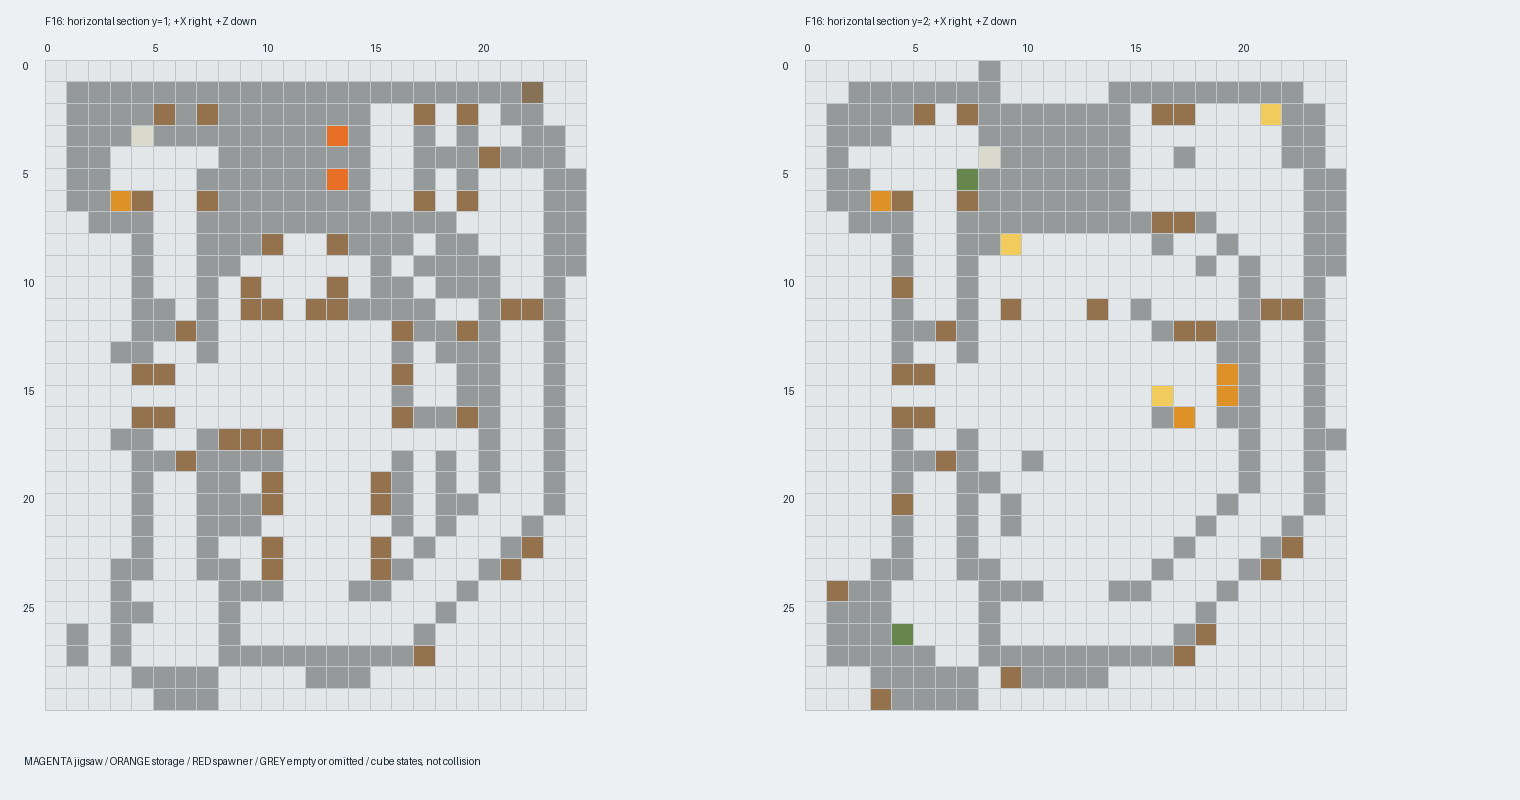 F16: horizontal section y=1; +X right, +Z down
F16: horizontal section y=2; +X right, +Z down
0 5 10 15 20
0 5 10 15 20
0 0
5 5
10 10
15 15
20 20
25 25
MAGENTA jigsaw / ORANGE storage / RED spawner / GREY empty or omitted / cube states, not collision